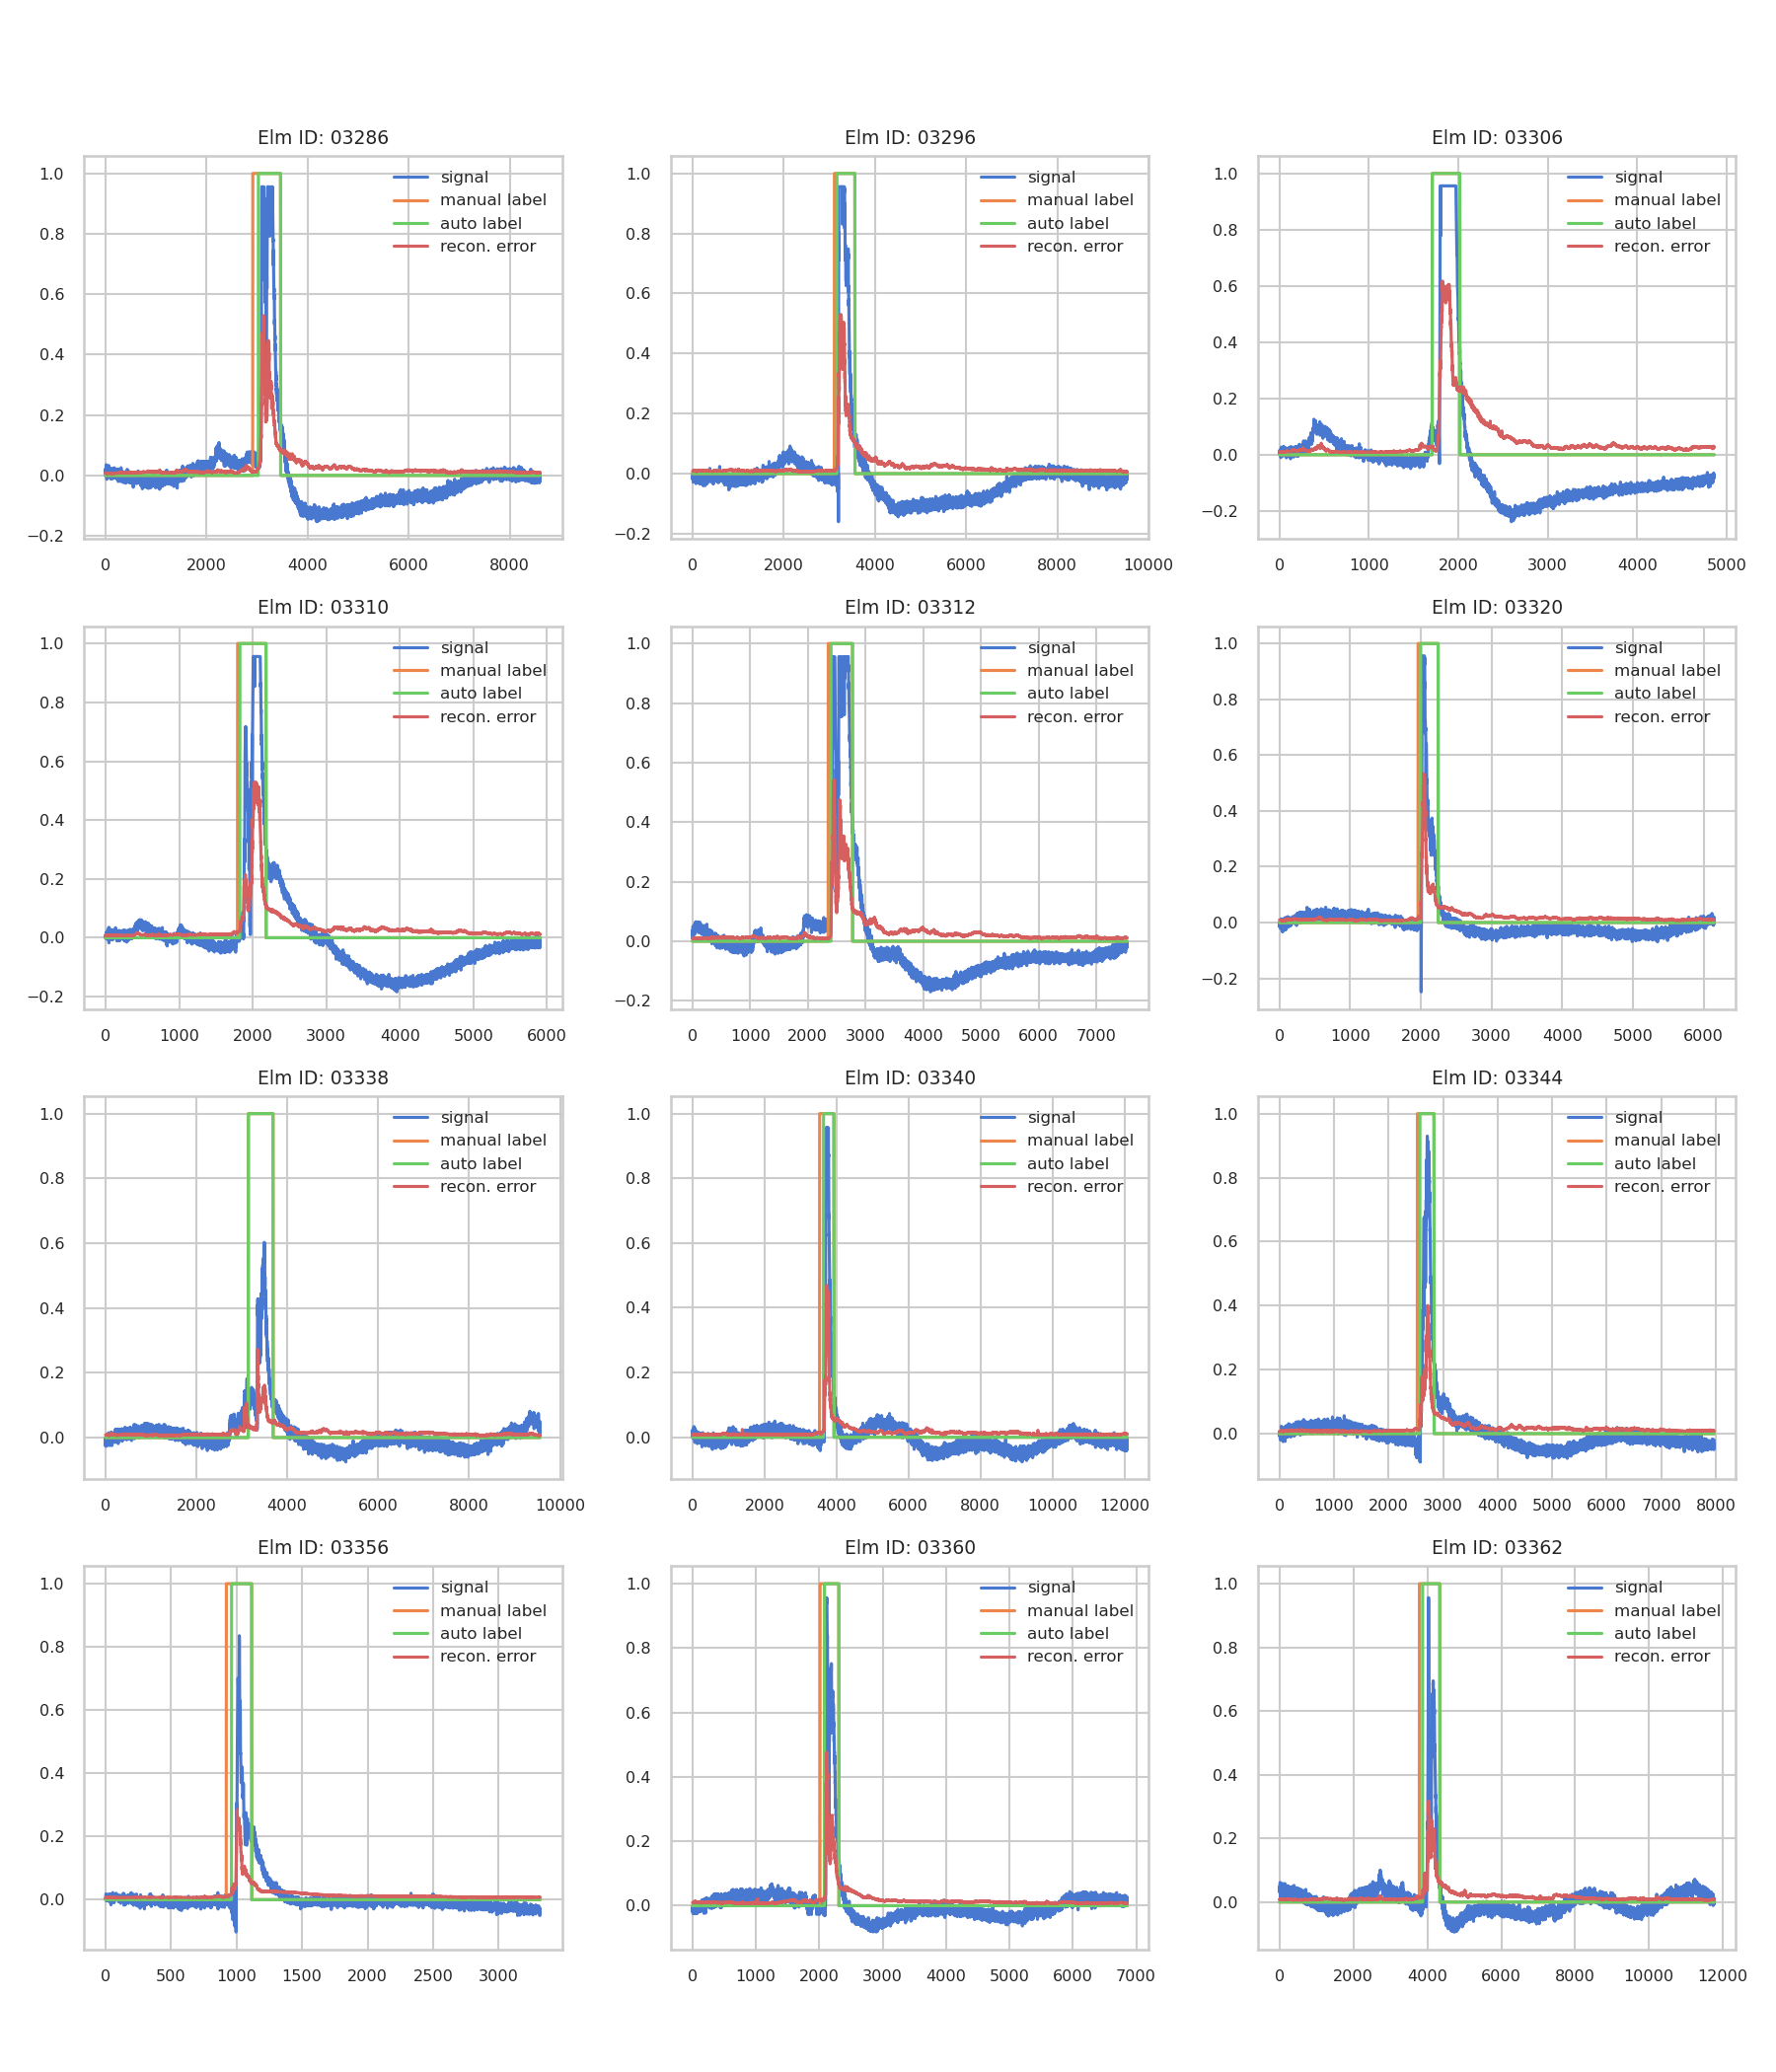 Elm ID: 03286
1.0
0.8
0.6
0.4
0.2
0.0
−0.2
signal
manual label
auto label
recon. error
0 2000 4000 6000 8000
Elm ID: 03296
1.0
0.8
0.6
0.4
0.2
0.0
−0.2
signal
manual label
auto label
recon. error
0 2000 4000 6000 8000 10000
Elm ID: 03306
1.0
0.8
0.6
0.4
0.2
0.0
−0.2
signal
manual label
auto label
recon. error
0 1000 2000 3000 4000 5000
Elm ID: 03310
1.0
0.8
0.6
0.4
0.2
0.0
−0.2
signal
manual label
auto label
recon. error
0 1000 2000 3000 4000 5000 6000
Elm ID: 03312
1.0
0.8
0.6
0.4
0.2
0.0
−0.2
signal
manual label
auto label
recon. error
0 1000 2000 3000 4000 5000 6000 7000
Elm ID: 03320
1.0
0.8
0.6
0.4
0.2
0.0
−0.2
signal
manual label
auto label
recon. error
0 1000 2000 3000 4000 5000 6000
Elm ID: 03338
1.0
0.8
0.6
0.4
0.2
0.0
signal
manual label
auto label
recon. error
0 2000 4000 6000 8000 10000
Elm ID: 03340
1.0
0.8
0.6
0.4
0.2
0.0
signal
manual label
auto label
recon. error
0 2000 4000 6000 8000 10000 12000
Elm ID: 03344
1.0
0.8
0.6
0.4
0.2
0.0
signal
manual label
auto label
recon. error
0 1000 2000 3000 4000 5000 6000 7000 8000
Elm ID: 03356
1.0
0.8
0.6
0.4
0.2
0.0
signal
manual label
auto label
recon. error
0 500 1000 1500 2000 2500 3000
Elm ID: 03360
1.0
0.8
0.6
0.4
0.2
0.0
signal
manual label
auto label
recon. error
0 1000 2000 3000 4000 5000 6000 7000
Elm ID: 03362
1.0
0.8
0.6
0.4
0.2
0.0
signal
manual label
auto label
recon. error
0 2000 4000 6000 8000 10000 12000